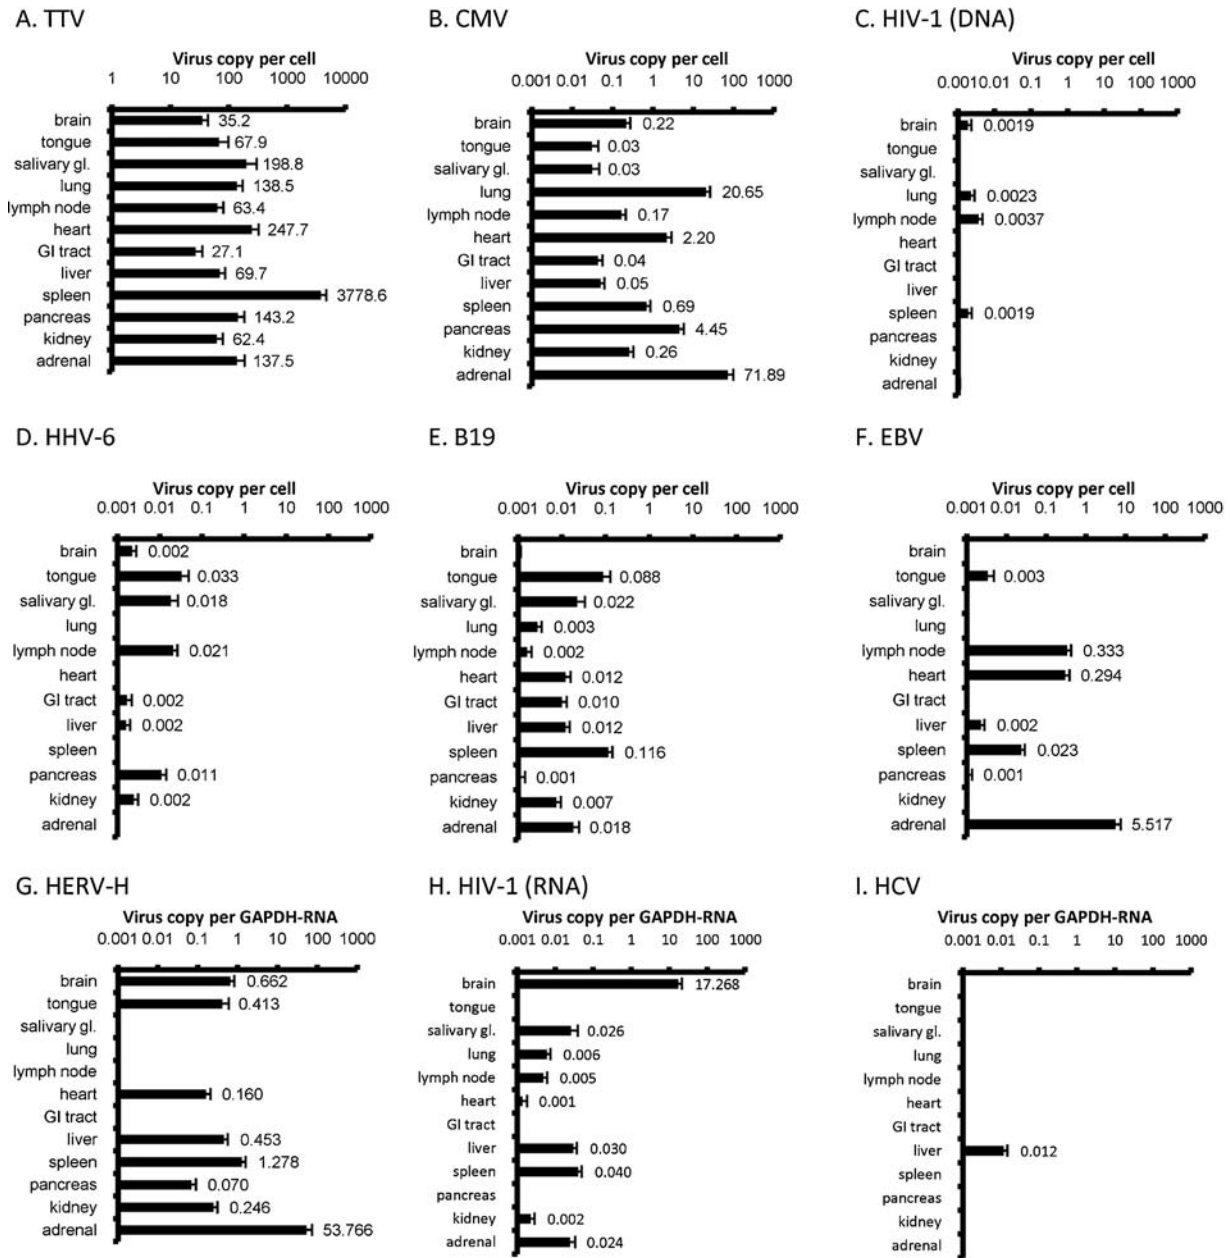 A. TTV
Virus copy per cell
1 10 100 1000 10000
brain 35.2
tongue 67.9
salivary gl. 198.8
lung 138.5
lymph node 63.4
heart 247.7
GI tract 27.1
liver 69.7
spleen 3778.6
pancreas 143.2
kidney 62.4
adrenal 137.5
B. CMV
Virus copy per cell
0.001 0.01 0.1 1 10 100 1000
brain 0.22
tongue 0.03
salivary gl. 0.03
lung 20.65
lymph node 0.17
heart 2.20
GI tract 0.04
liver 0.05
spleen 0.69
pancreas 4.45
kidney 0.26
adrenal 71.89
C. HIV-1 (DNA)
Virus copy per cell
0.001 0.01 0.1 1 10 100 1000
brain 0.0019
tongue
salivary gl.
lung 0.0023
lymph node 0.0037
heart
GI tract
liver
spleen 0.0019
pancreas
kidney
adrenal
D. HHV-6
Virus copy per cell
0.001 0.01 0.1 1 10 100 1000
brain 0.002
tongue 0.033
salivary gl. 0.018
lung
lymph node 0.021
heart
GI tract 0.002
liver 0.002
spleen
pancreas 0.011
kidney 0.002
adrenal
E. B19
Virus copy per cell
0.001 0.01 0.1 1 10 100 1000
brain
tongue 0.088
salivary gl. 0.022
lung 0.003
lymph node 0.002
heart 0.012
GI tract 0.010
liver 0.012
spleen 0.116
pancreas 0.001
kidney 0.007
adrenal 0.018
F. EBV
Virus copy per cell
0.001 0.01 0.1 1 10 100 1000
brain
tongue 0.003
salivary gl.
lung
lymph node 0.333
heart 0.294
GI tract
liver 0.002
spleen 0.023
pancreas 0.001
kidney
adrenal 5.517
G. HERV-H
Virus copy per GAPDH-RNA
0.001 0.01 0.1 1 10 100 1000
brain 0.662
tongue 0.413
salivary gl.
lung
lymph node
heart 0.160
GI tract
liver 0.453
spleen 1.278
pancreas 0.070
kidney 0.246
adrenal 53.766
H. HIV-1 (RNA)
Virus copy per GAPDH-RNA
0.001 0.01 0.1 1 10 100 1000
brain 17.268
tongue
salivary gl. 0.026
lung 0.006
lymph node 0.005
heart 0.001
GI tract
liver 0.030
spleen 0.040
pancreas
kidney 0.002
adrenal 0.024
I. HCV
Virus copy per GAPDH-RNA
0.001 0.01 0.1 1 10 100 1000
brain
tongue
salivary gl.
lung
lymph node
heart
GI tract
liver 0.012
spleen
pancreas
kidney
adrenal